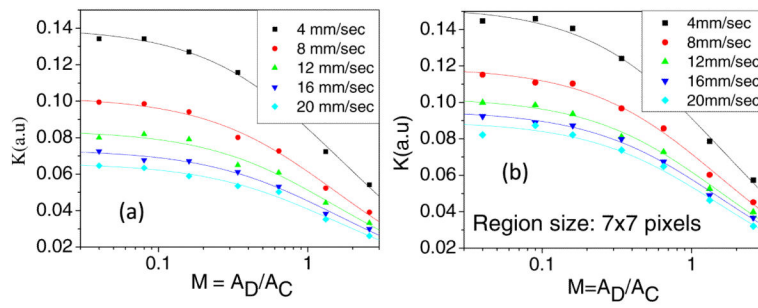 0.14
0.12
0.10
0.08
0.06
0.04
0.02
K(a.u)
4 mm/sec
8 mm/sec
12 mm/sec
16 mm/sec
20 mm/sec
(a)
0.1
1
M = A_D/A_C
0.14
0.12
0.10
0.08
0.06
0.04
0.02
K(a.u)
4mm/sec
8mm/sec
12mm/sec
16mm/sec
20mm/sec
(b)
Region size: 7x7 pixels
0.01
0.1
1
M=A_D/A_C